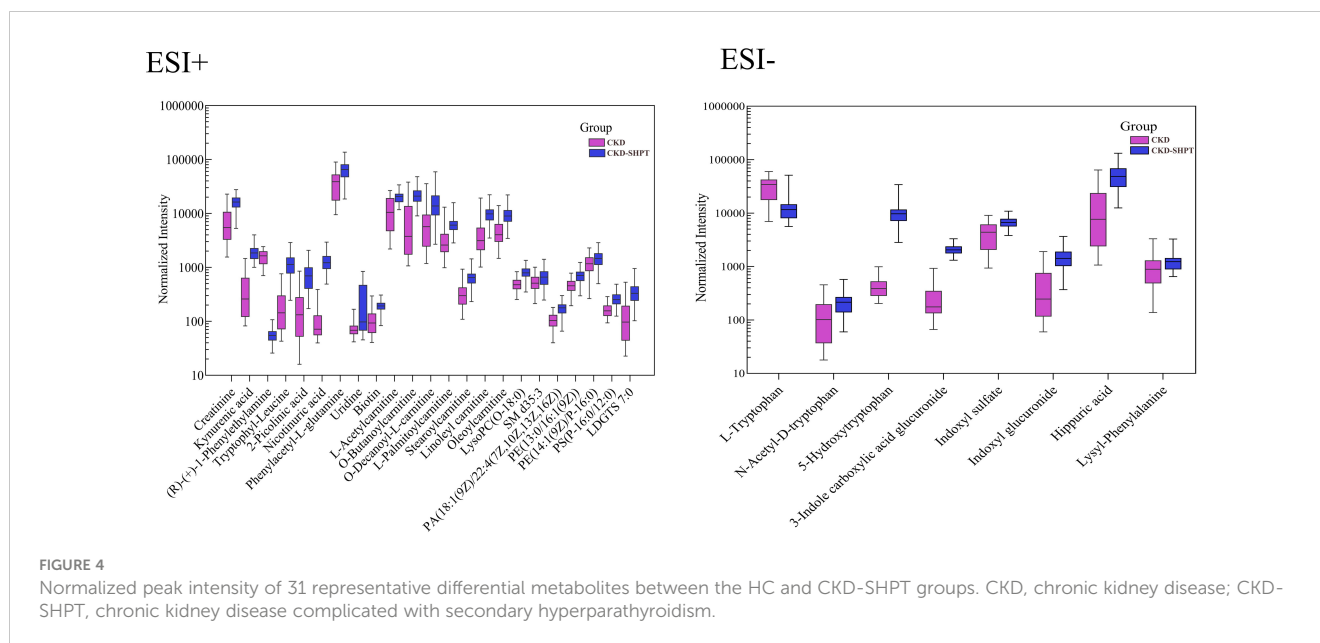 ESI+
1000000
100000
10000
1000
100
10
Normalized Intensity
Group
CKD
CKD-SHPT
Creatinine
Kynurenic acid
(R)-(+)-1-Phenylethylamine
Tryptophyl-Leucine
2-Picolinic acid
Nicotinuric acid
Phenylacetyl-L-glutamine
Uridine
Biotin
L-Acetylcarnitine
O-Butanoylcarnitine
O-Decanoyl-L-carnitine
L-Palmitoylcarnitine
Stearoylcarnitine
Linoleyl carnitine
Oleoylcarnitine
LysoPC(O-18:0)
SM d35:3
PA(18:1(9Z)/22:4(7Z,10Z,13Z,16Z))
PE(13:0/16:1(9Z))
PE(14:1(9Z)/P-16:0)
PS(P-16:0/12:0)
LDGTS 7:0
ESI-
1000000
100000
10000
1000
100
10
Normalized Intensity
Group
CKD
CKD-SHPT
L-Tryptophan
N-Acetyl-D-tryptophan
5-Hydroxytryptophan
3-Indole carboxylic acid glucuronide
Indoxyl sulfate
Indoxyl glucuronide
Hippuric acid
Lysyl-Phenylalanine
FIGURE 4
Normalized peak intensity of 31 representative differential metabolites between the HC and CKD-SHPT groups. CKD, chronic kidney disease; CKD-
SHPT, chronic kidney disease complicated with secondary hyperparathyroidism.